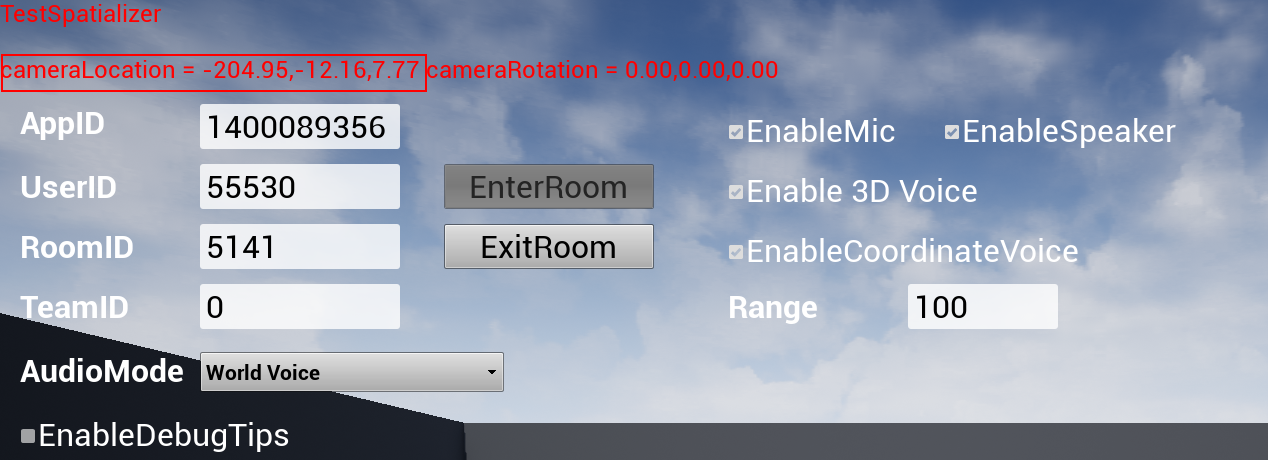 TestSpatializer
cameraLocation = -204.95,-12.16,7.77 cameraRotation = 0.00,0.00,0.00
AppID 1400089356 EnableMic EnableSpeaker
UserID 55530 EnterRoom Enable 3D Voice
RoomID 5141 ExitRoom EnableCoordinateVoice
TeamID 0 Range 100
AudioMode World Voice
EnableDebugTips